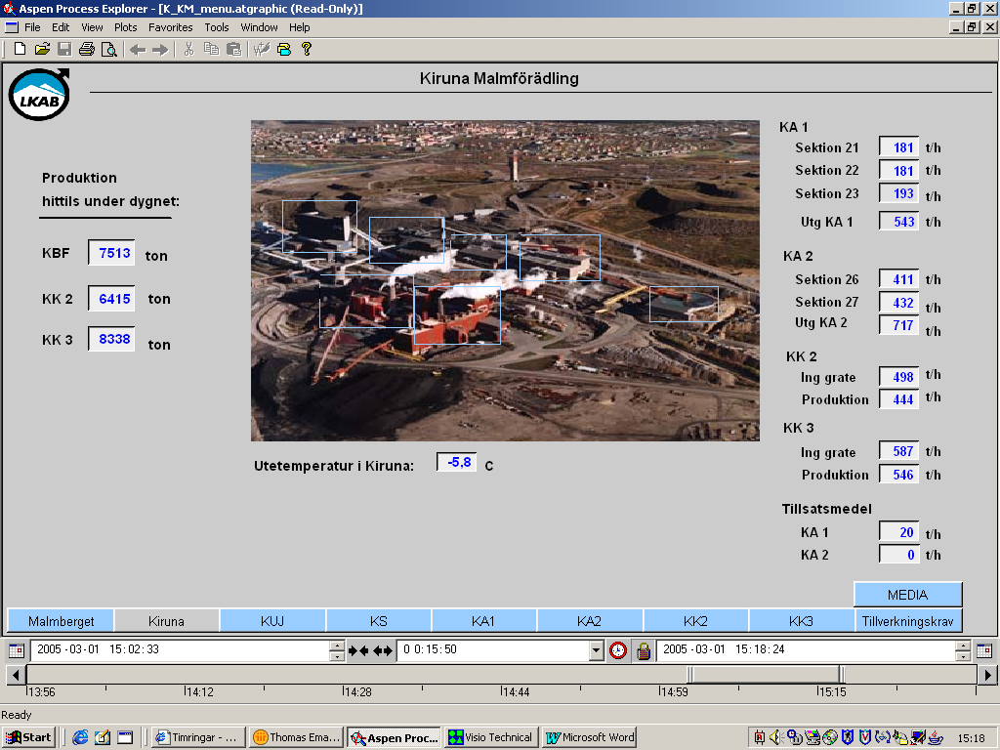 Aspen Process Explorer - [K_KM_menu.atgraphic (Read-Only)]
File Edit View Plots Favorites Tools Window Help
LKAB
Kiruna Malmförädling
Produktion
hittils under dygnet:
KBF 7513 ton
KK 2 6415 ton
KK 3 8338 ton
Utetemperatur i Kiruna: -5,8 C
KA 1
Sektion 21 181 t/h
Sektion 22 181 t/h
Sektion 23 193 t/h
Utg KA 1 543 t/h
KA 2
Sektion 26 411 t/h
Sektion 27 432 t/h
Utg KA 2 717 t/h
KK 2
Ing grate 498 t/h
Produktion 444 t/h
KK 3
Ing grate 587 t/h
Produktion 546 t/h
Tillsatsmedel
KA 1 20 t/h
KA 2 0 t/h
MEDIA
Malmberget Kiruna KUJ KS KA1 KA2 KK2 KK3 Tillverkningskrav
2005-03-01 15:02:33 0 0:15:50 2005-03-01 15:18:24
13:56 14:12 14:28 14:44 14:59 15:15
Ready
Start Timringar - ... Thomas Ema... Aspen Proc... Visio Technical Microsoft Word 15:18